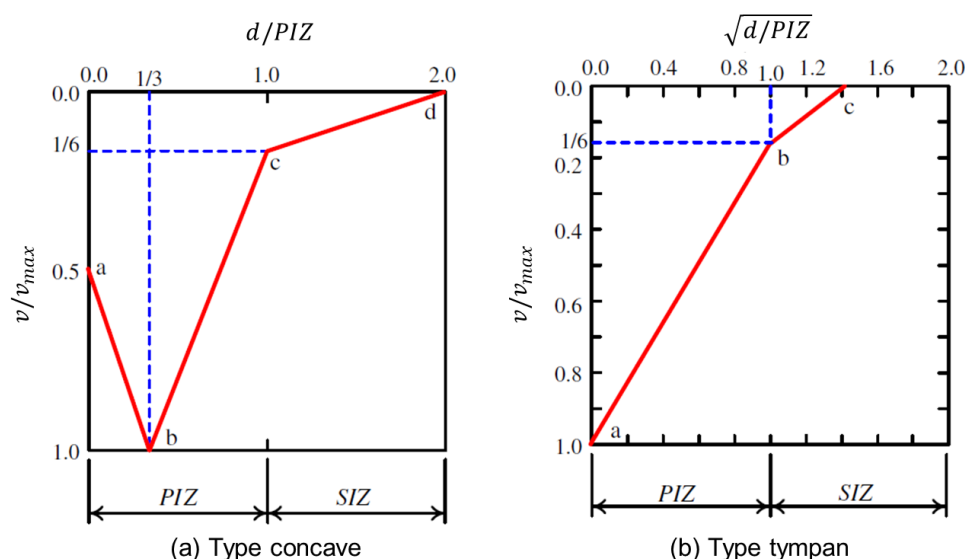 d/PIZ
0.0 1/3 1.0 2.0
0.0
1/6
0.5
1.0
v/v_max
a
b
c
d
PIZ SIZ
(a) Type concave
√d/PIZ
0.0 0.4 0.8 1.0 1.2 1.6 2.0
0.0
1/6
0.2
0.4
0.6
0.8
1.0
v/v_max
a
b
c
PIZ SIZ
(b) Type tympan